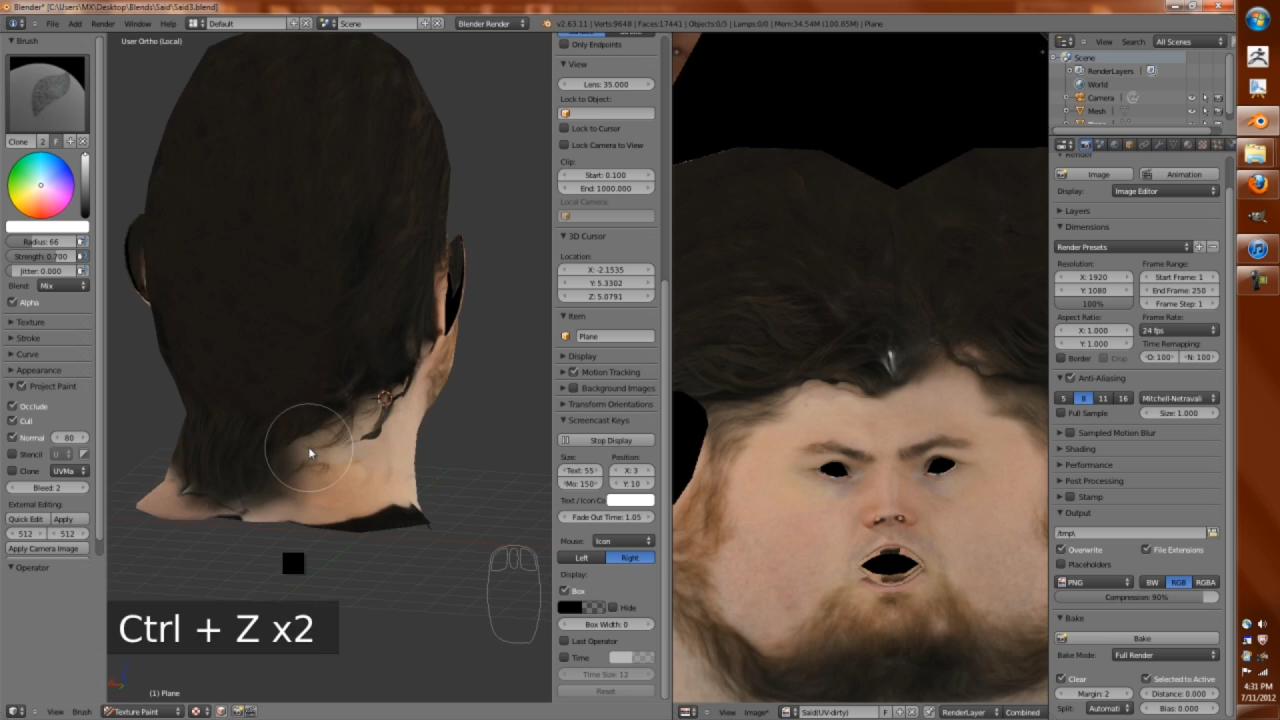 Blender* [C:\Users\MX\Desktop\Blends\Said\Said3.blend]
File Add Render Window Help
Default
Scene
Blender Render
v2.63.11 | Verts:9648 | Faces:17441 | Objects:0/3 | Lamps:0/0 | Mem:34.54M (100.85M) | Plane
Brush
Clone 2 F
Radius: 66
Strength: 0.700
Jitter: 0.000
Blend: Mix
Alpha
Texture
Stroke
Curve
Appearance
Project Paint
Occlude
Cull
Normal 80
Stencil
Clone UVMa
Bleed: 2
External Editing:
Quick Edit Apply
512 512
Apply Camera Image
Operator
User Ortho (Local)
Ctrl + Z x2
(1) Plane
View Brush Texture Paint
Only Endpoints
View
Lens: 35.000
Lock to Object:
Lock to Cursor
Lock Camera to View
Clip:
Start: 0.100
End: 1000.000
Local Camera:
3D Cursor
Location:
X: -2.1535
Y: 5.3302
Z: 5.0791
Item
Plane
Display
Motion Tracking
Background Images
Transform Orientations
Screencast Keys
Stop Display
Size: Position:
Text: 55 X: 3
Mo: 150 Y: 10
Text / Icon Co
Fade Out Time: 1.05
Mouse: Icon
Left Right
Display:
Box
Hide
Box Width: 0
Last Operator
Time
Time Size: 12
Reset
View Image* Said(UV-dirty) F RenderLayer Combined
View Search All Scenes
Scene
RenderLayers
World
Camera
Mesh
Render
Image Animation
Display: Image Editor
Layers
Dimensions
Render Presets
Resolution: Frame Range:
X: 1920 Start Frame: 1
Y: 1080 End Frame: 250
100% Frame Step: 1
Aspect Ratio: Frame Rate:
X: 1.000 24 fps
Y: 1.000 Time Remapping:
Border Crop O: 100 N: 100
Anti-Aliasing
5 8 11 16 Mitchell-Netravali
Full Sample Size: 1.000
Sampled Motion Blur
Shading
Performance
Post Processing
Stamp
Output
/tmp\
Overwrite File Extensions
Placeholders
PNG BW RGB RGBA
Compression: 90%
Bake
Bake
Bake Mode: Full Render
Clear Selected to Active
Margin: 2 Distance: 0.000
Split: Automati Bias: 0.000
4:31 PM
7/11/2012